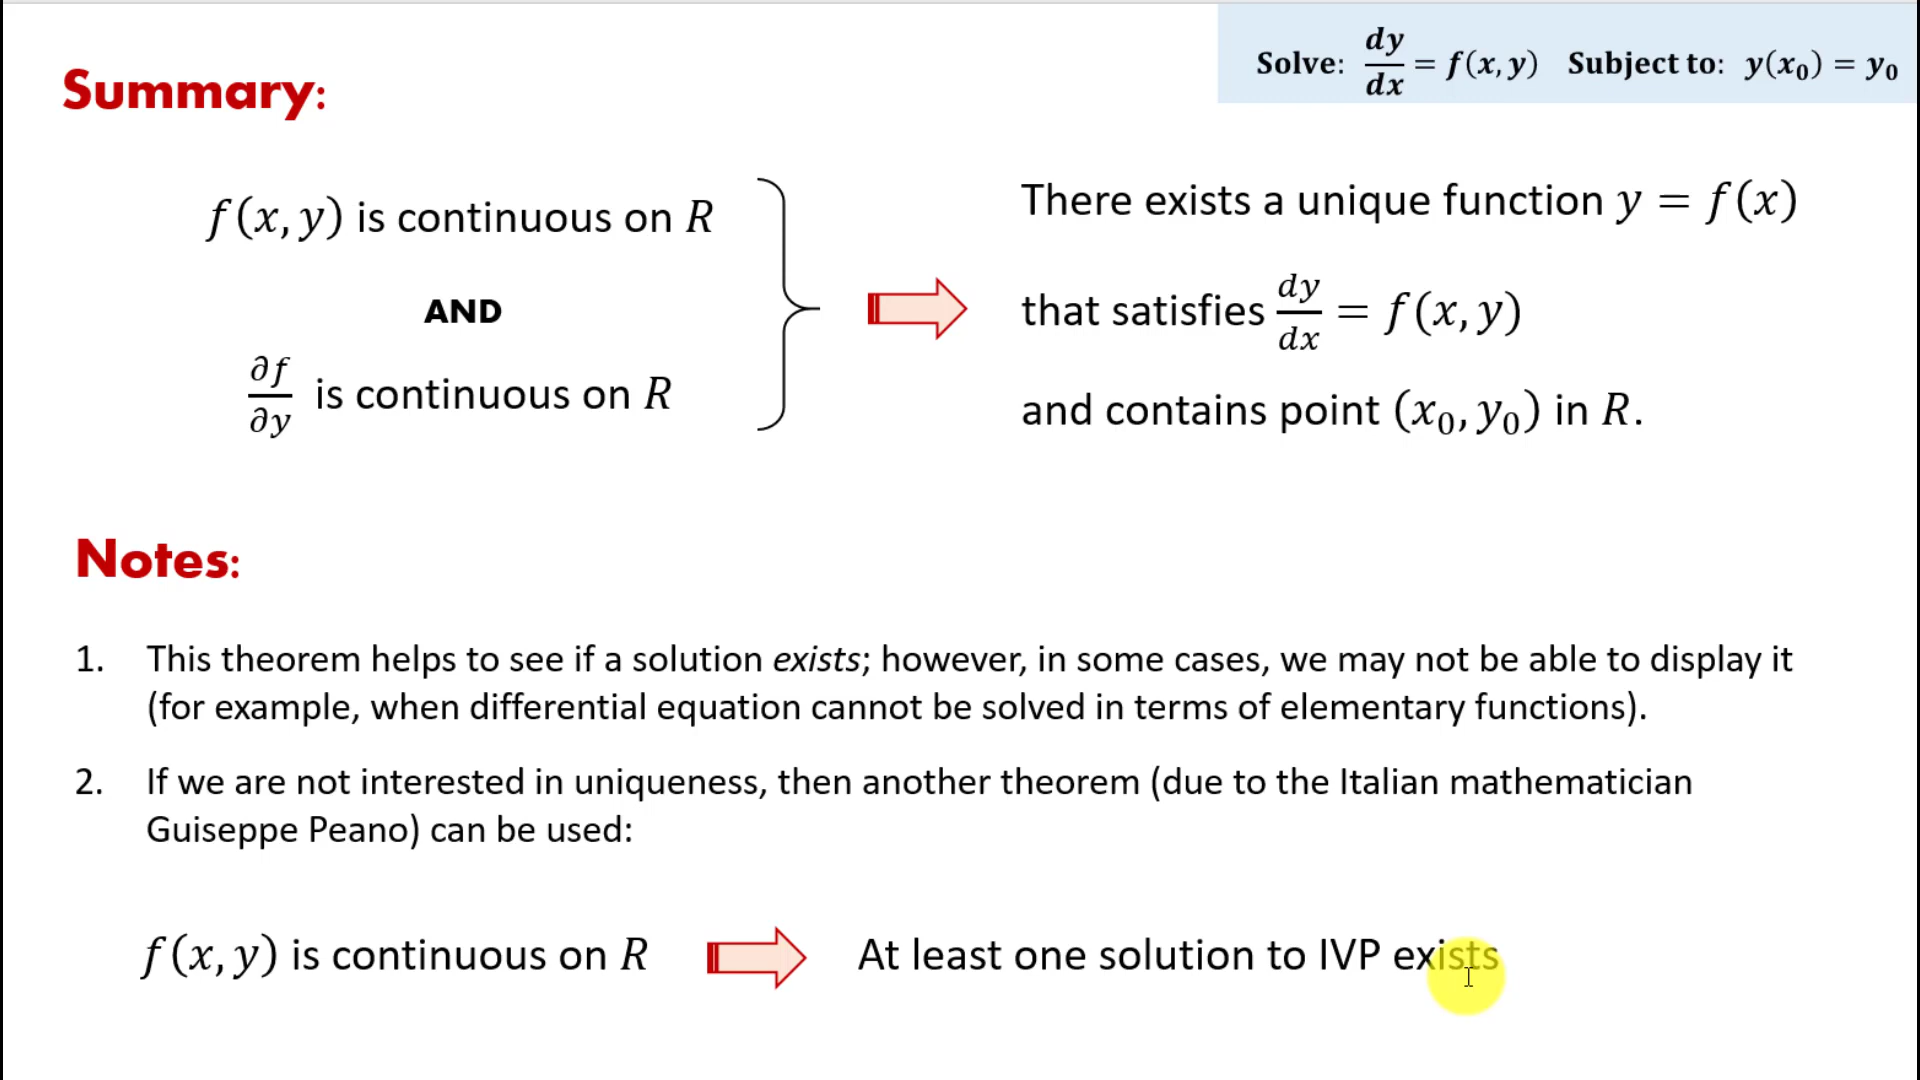 Solve: dy/dx = f(x, y) Subject to: y(x₀) = y₀
Summary:
f(x, y) is continuous on R
AND
∂f/∂y is continuous on R
There exists a unique function y = f(x)
that satisfies dy/dx = f(x, y)
and contains point (x₀, y₀) in R.
Notes:
1. This theorem helps to see if a solution exists; however, in some cases, we may not be able to display it
(for example, when differential equation cannot be solved in terms of elementary functions).
2. If we are not interested in uniqueness, then another theorem (due to the Italian mathematician
Guiseppe Peano) can be used:
f(x, y) is continuous on R
At least one solution to IVP exists